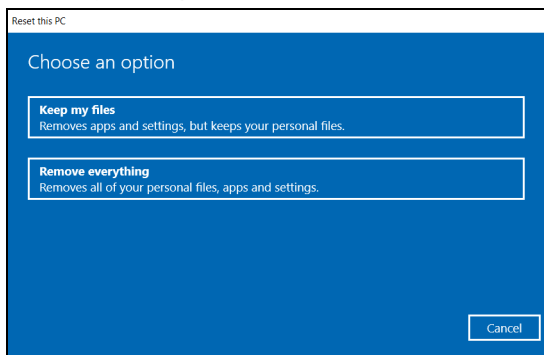 Reset this PC
Choose an option
Keep my files
Removes apps and settings, but keeps your personal files.
Remove everything
Removes all of your personal files, apps and settings.
Cancel